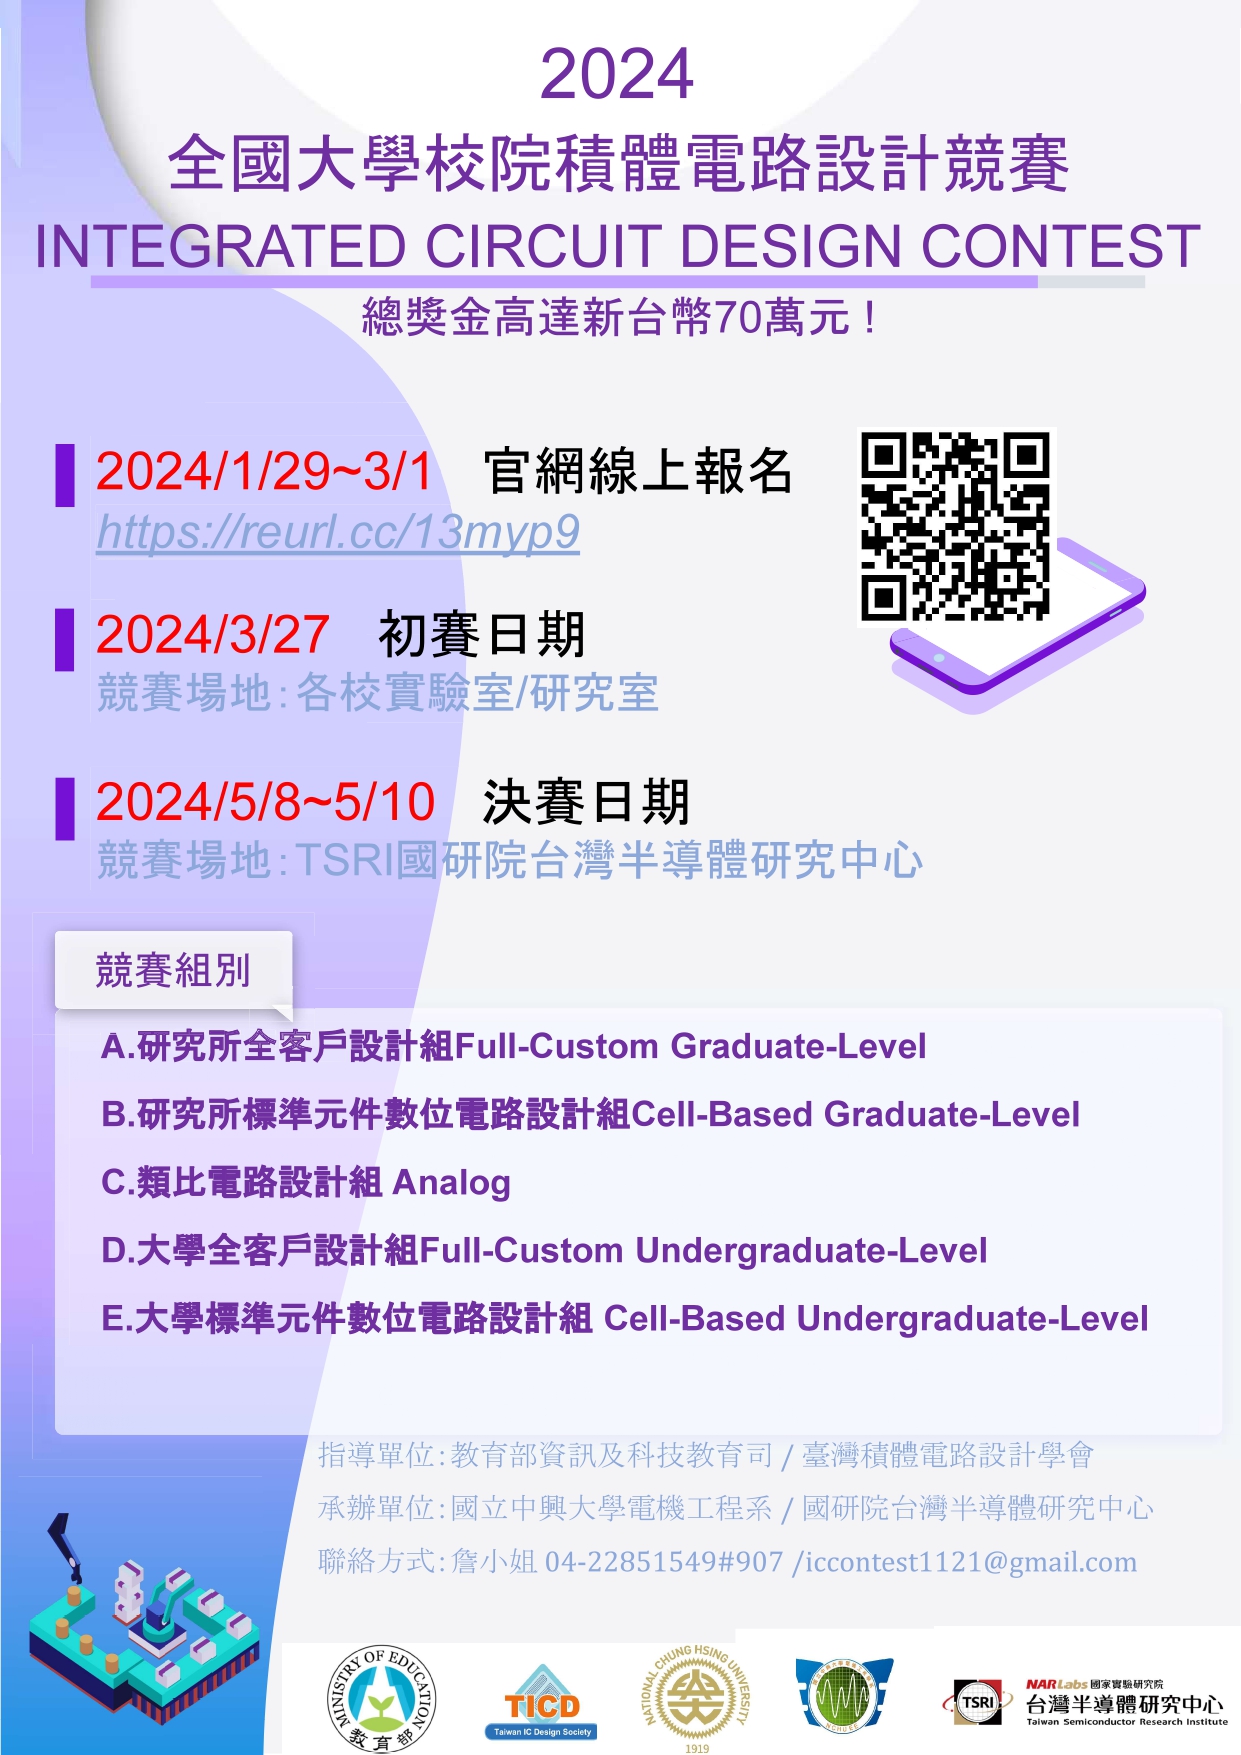 2024
全國大學校院積體電路設計競賽
INTEGRATED CIRCUIT DESIGN CONTEST
總獎金高達新台幣70萬元！
2024/1/29~3/1 官網線上報名
https://reurl.cc/13myp9
2024/3/27 初賽日期
競賽場地:各校實驗室/研究室
2024/5/8~5/10 決賽日期
競賽場地:TSRI國研院台灣半導體研究中心
競賽組別
A.研究所全客戶設計組Full-Custom Graduate-Level
B.研究所標準元件數位電路設計組Cell-Based Graduate-Level
C.類比電路設計組 Analog
D.大學全客戶設計組Full-Custom Undergraduate-Level
E.大學標準元件數位電路設計組 Cell-Based Undergraduate-Level
指導單位:教育部資訊及科技教育司 / 臺灣積體電路設計學會
承辦單位:國立中興大學電機工程系 / 國研院台灣半導體研究中心
聯絡方式:詹小姐 04-22851549#907 /iccontest1121@gmail.com
MINISTRY OF EDUCATION
教育部
TICD
Taiwan IC Design Society
NATIONAL CHUNG HSING UNIVERSITY
1919
NCHUEE
TSRI
NARLabs 國家實驗研究院
台灣半導體研究中心
Taiwan Semiconductor Research Institute